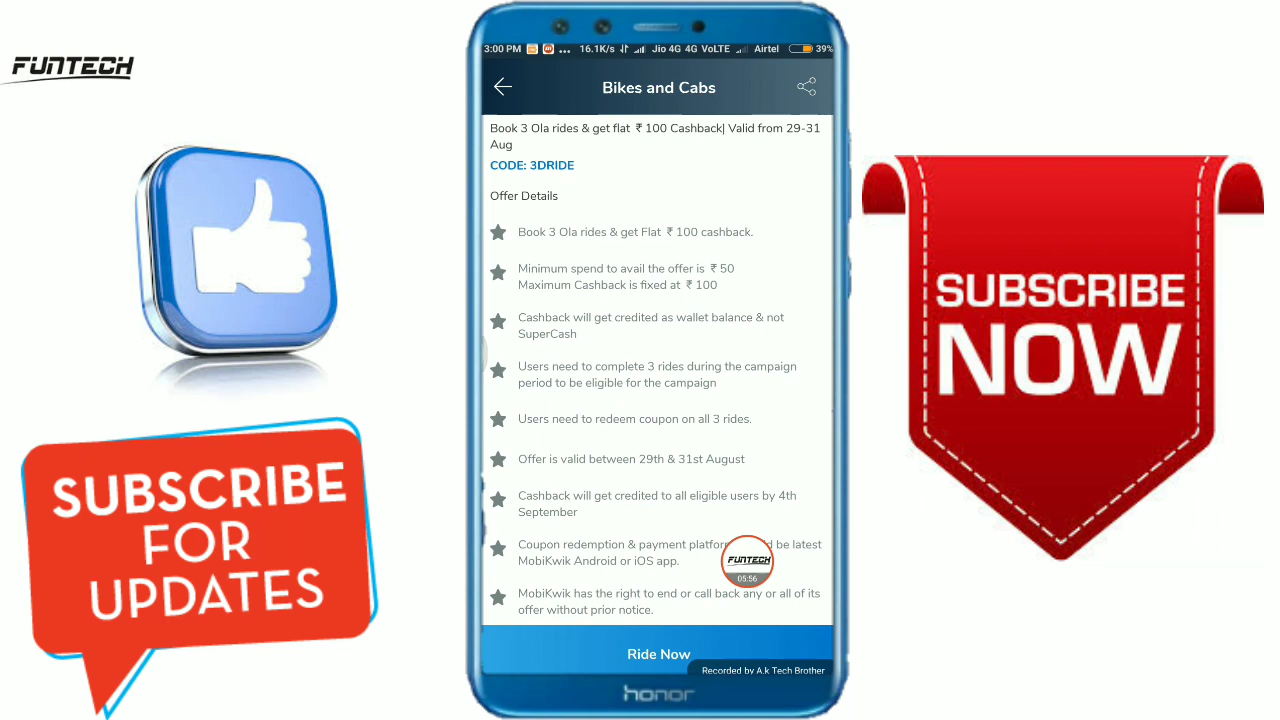 FUNTECH
3:00 PM ... 16.1K/s Jio 4G 4G VoLTE Airtel 39%
Bikes and Cabs
Book 3 Ola rides & get flat ₹ 100 Cashback| Valid from 29-31
Aug
CODE: 3DRIDE
Offer Details
Book 3 Ola rides & get Flat ₹ 100 cashback.
Minimum spend to avail the offer is ₹ 50
Maximum Cashback is fixed at ₹ 100
Cashback will get credited as wallet balance & not
SuperCash
Users need to complete 3 rides during the campaign
period to be eligible for the campaign
Users need to redeem coupon on all 3 rides.
Offer is valid between 29th & 31st August
Cashback will get credited to all eligible users by 4th
September
Coupon redemption & payment be latest
MobiKwik Android or iOS app.
FUNTECH
05:56
MobiKwik has the right to end or call back any or all of its
offer without prior notice.
Ride Now
Recorded by A.k Tech Brother
honor
SUBSCRIBE
FOR
UPDATES
SUBSCRIBE
NOW